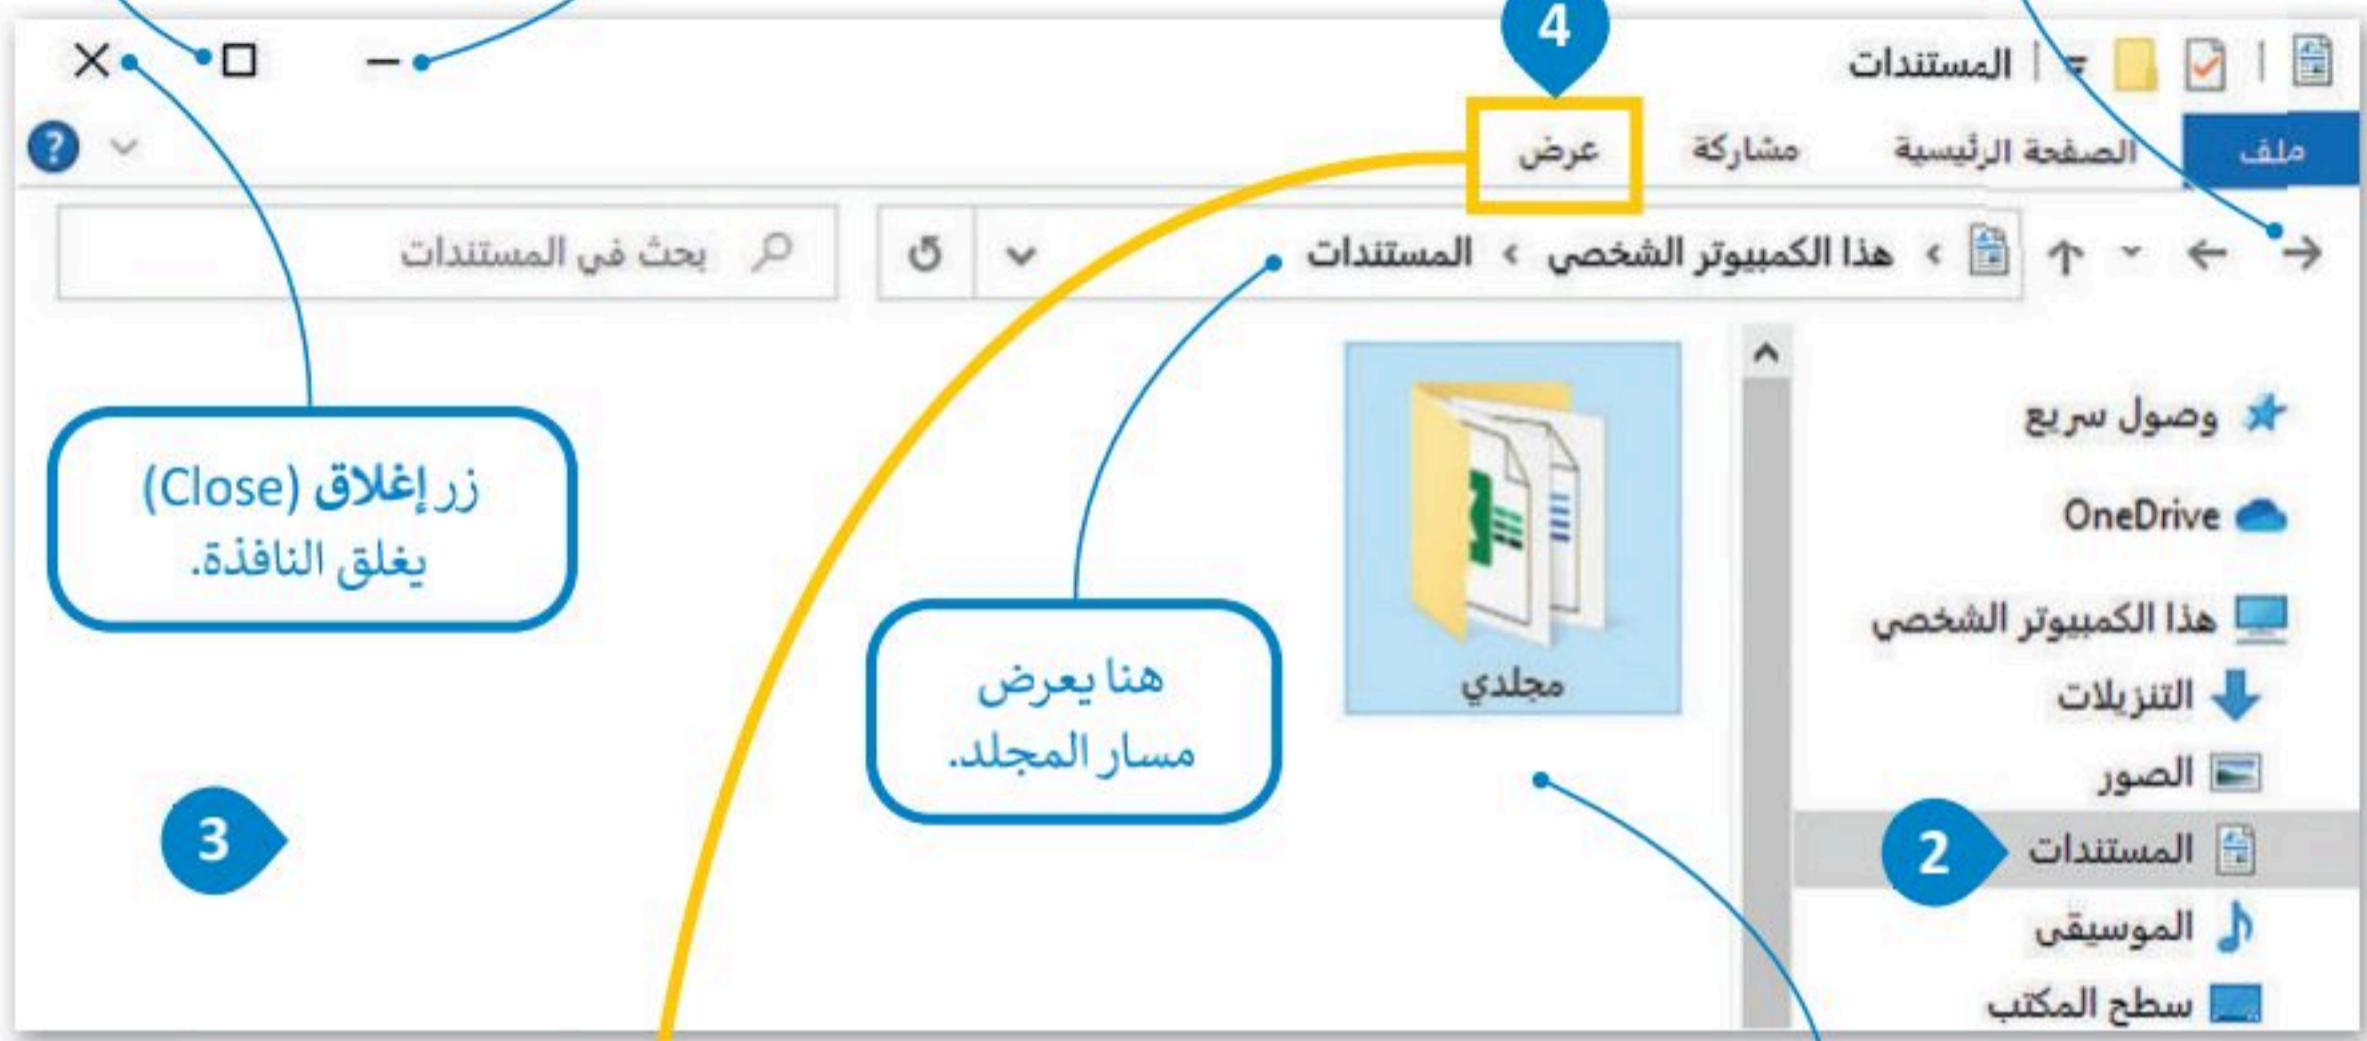 4
المستندات
ملف
الصفحة الرئيسية
مشاركة
عرض
?
هذا الكمبيوتر الشخصي › المستندات
بحث في المستندات
وصول سريع
OneDrive
هذا الكمبيوتر الشخصي
التنزيلات
الصور
المستندات
2
الموسيقى
سطح المكتب
مجلدي
هنا يعرض
مسار المجلد.
زر إغلاق (Close)
يغلق النافذة.
3